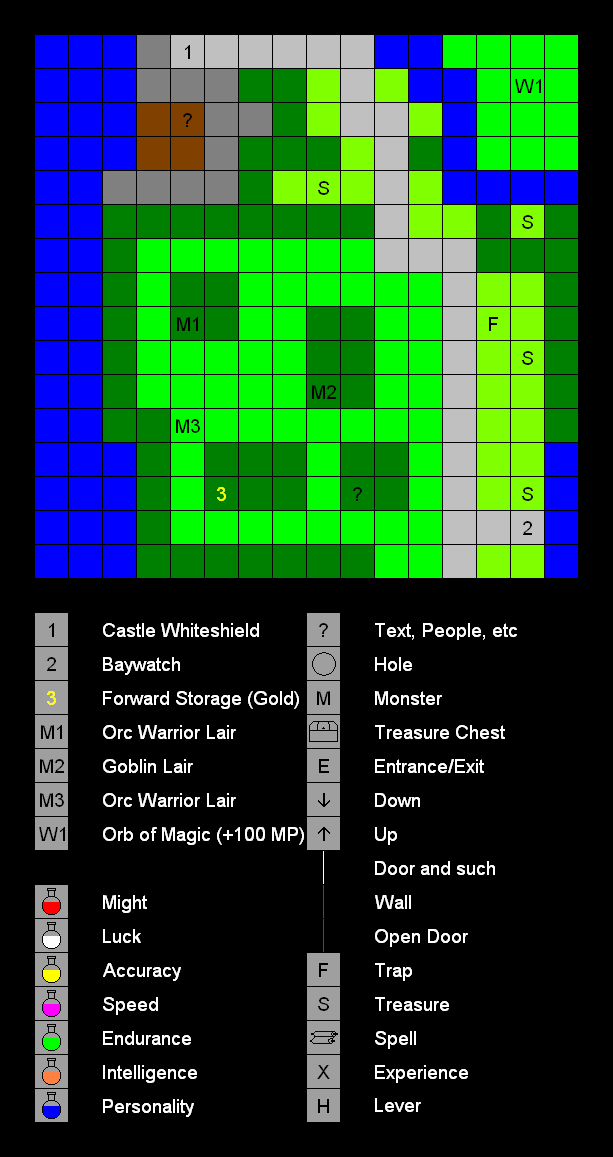 1
W1
?
S
S
M1 F
S
M2
M3
3 ? S
2
1 Castle Whiteshield ? Text, People, etc
2 Baywatch Hole
3 Forward Storage (Gold) M Monster
M1 Orc Warrior Lair Treasure Chest
M2 Goblin Lair E Entrance/Exit
M3 Orc Warrior Lair ↓ Down
W1 Orb of Magic (+100 MP) ↑ Up
Door and such
Might Wall
Luck Open Door
Accuracy F Trap
Speed S Treasure
Endurance Spell
Intelligence X Experience
Personality H Lever